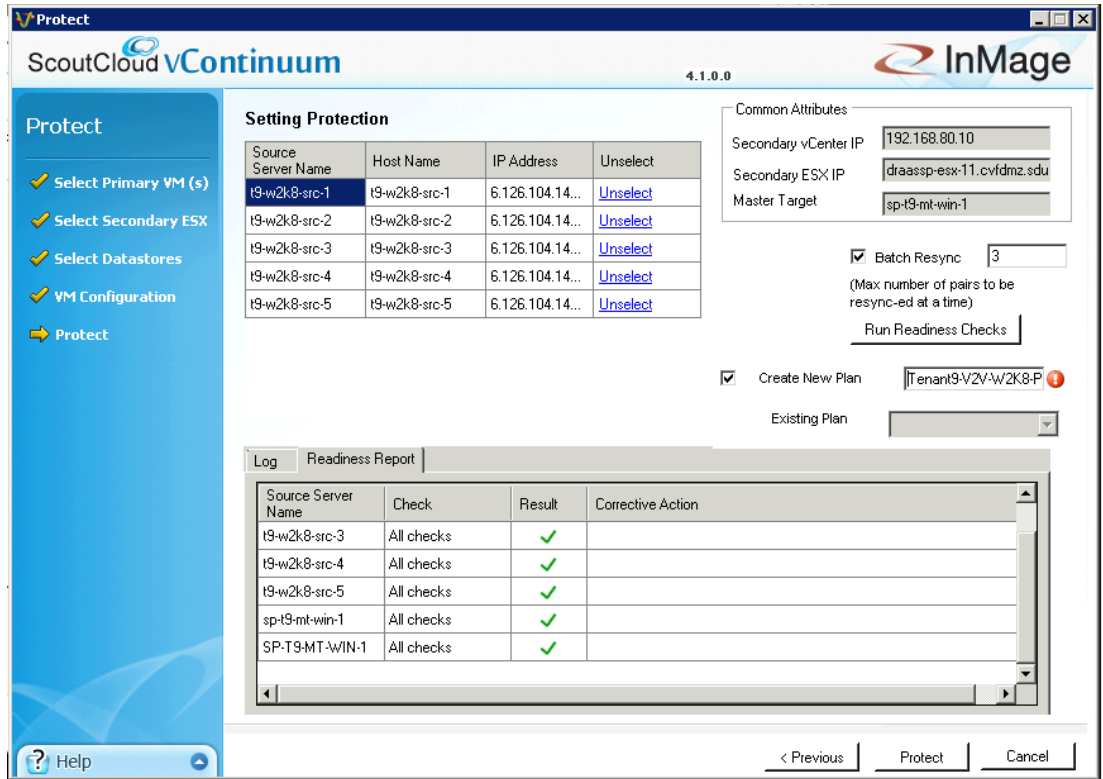 Protect
ScoutCloud vContinuum
4.1.0.0
InMage
Protect
Select Primary VM (s)
Select Secondary ESX
Select Datastores
VM Configuration
Protect
Setting Protection
Source Server Name Host Name IP Address Unselect
t9-w2k8-src-1 t9-w2k8-src-1 6.126.104.14... Unselect
t9-w2k8-src-2 t9-w2k8-src-2 6.126.104.14... Unselect
t9-w2k8-src-3 t9-w2k8-src-3 6.126.104.14... Unselect
t9-w2k8-src-4 t9-w2k8-src-4 6.126.104.14... Unselect
t9-w2k8-src-5 t9-w2k8-src-5 6.126.104.14... Unselect
Common Attributes
Secondary vCenter IP 192.168.80.10
Secondary ESX IP draassp-esx-11.cvfdmz.sdu
Master Target sp-t9-mt-win-1
Batch Resync 3
(Max number of pairs to be
resync-ed at a time)
Run Readiness Checks
Create New Plan Tenant9-V2V-W2K8-P
Existing Plan
Log Readiness Report
Source Server Name Check Result Corrective Action
t9-w2k8-src-3 All checks
t9-w2k8-src-4 All checks
t9-w2k8-src-5 All checks
sp-t9-mt-win-1 All checks
SP-T9-MT-WIN-1 All checks
? Help
< Previous Protect Cancel